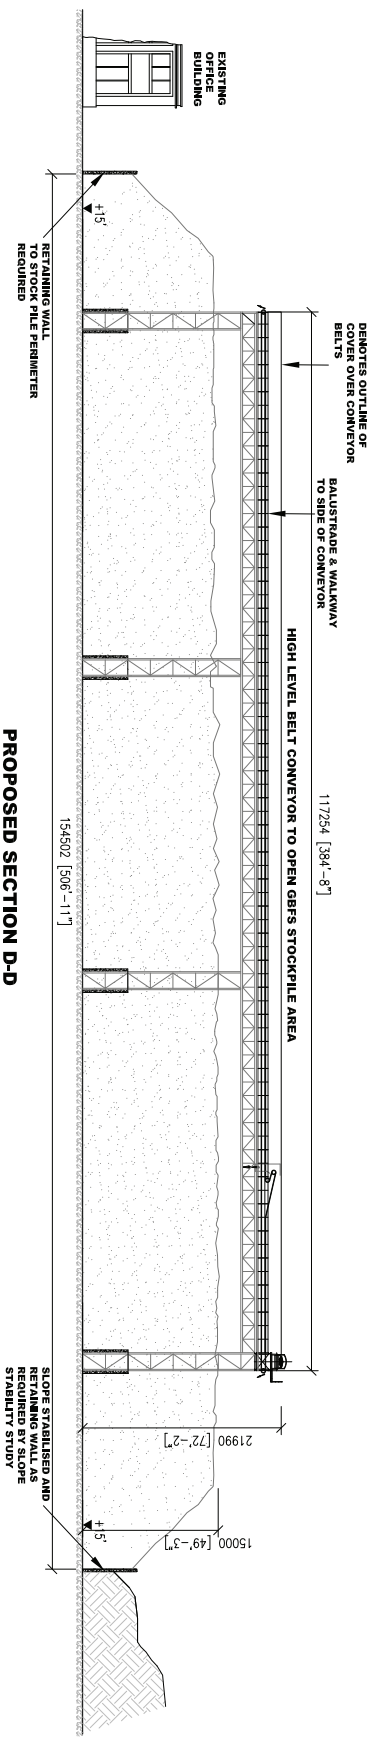 EXISTING
OFFICE
BUILDING
DENOTES OUTLINE OF
COVER OVER CONVEYOR
BELTS
BALUSTRADE & WALKWAY
TO SIDE OF CONVEYOR
117254 [384'-8"]
HIGH LEVEL BELT CONVEYOR TO OPEN GBFS STOCKPILE AREA
21990 [72'-2"]
15000 [49'-3"]
+15'
+15'
154502 [506'-11"]
RETAINING WALL
TO STOCK PILE PERIMETER
REQUIRED
SLOPE STABILISED AND
RETAINING WALL AS
REQUIRED BY SLOPE
STABILITY STUDY
PROPOSED SECTION D-D